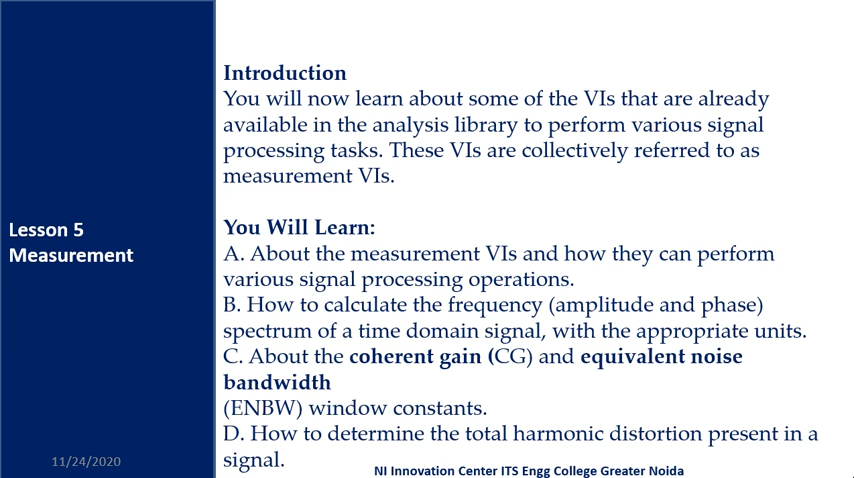 Lesson 5
Measurement
Introduction
You will now learn about some of the VIs that are already
available in the analysis library to perform various signal
processing tasks. These VIs are collectively referred to as
measurement VIs.
You Will Learn:
A. About the measurement VIs and how they can perform
various signal processing operations.
B. How to calculate the frequency (amplitude and phase)
spectrum of a time domain signal, with the appropriate units.
C. About the coherent gain (CG) and equivalent noise
bandwidth
(ENBW) window constants.
D. How to determine the total harmonic distortion present in a
signal.
11/24/2020
NI Innovation Center ITS Engg College Greater Noida